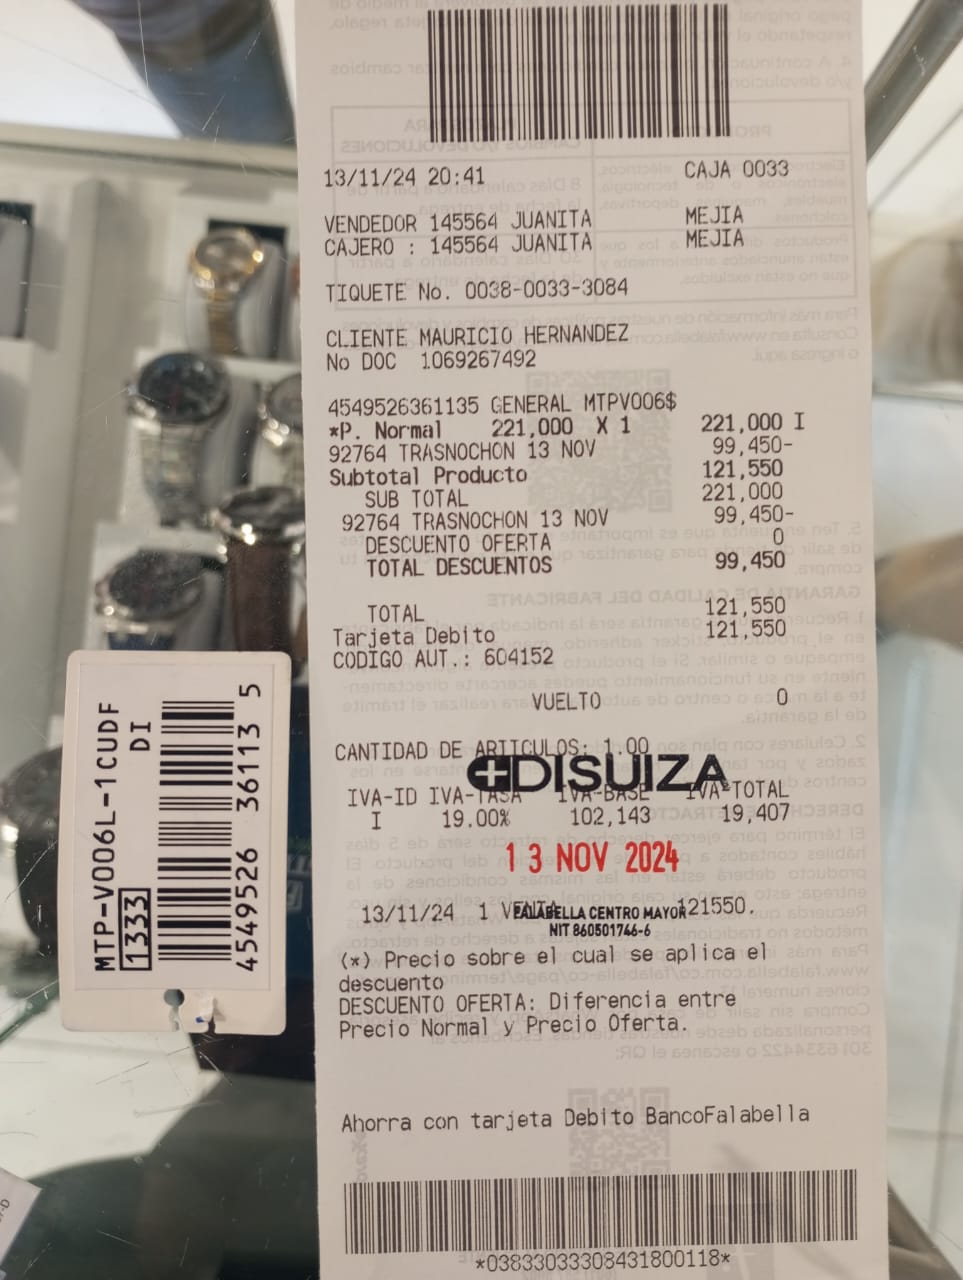 13/11/24 20:41 CAJA 0033
VENDEDOR 145564 JUANITA MEJIA
CAJERO : 145564 JUANITA MEJIA
TIQUETE No. 0038-0033-3084
CLIENTE MAURICIO HERNANDEZ
No DOC 1069267492
4549526361135 GENERAL MTPV006$
*P. Normal 221,000 X 1 221,000 I
92764 TRASNOCHON 13 NOV 99,450-
Subtotal Producto 121,550
SUB TOTAL 221,000
92764 TRASNOCHON 13 NOV 99,450-
DESCUENTO OFERTA 0
TOTAL DESCUENTOS 99,450
TOTAL 121,550
Tarjeta Debito 121,550
CODIGO AUT.: 604152
VUELTO 0
CANTIDAD DE ARTICULOS: 1.00
DISUIZA
IVA-ID IVA-TASA IVA-BASE IVA-TOTAL
I 19.00% 102,143 19,407
13 NOV 2024
13/11/24 1 VENTA 121550.
FALABELLA CENTRO MAYOR
NIT 860501746-6
(*) Precio sobre el cual se aplica el
descuento
DESCUENTO OFERTA: Diferencia entre
Precio Normal y Precio Oferta.
Ahorra con tarjeta Debito BancoFalabella
*03833033308431800118*
MTP-V006L-1CUDF
DI
1333
4549526 36113 5